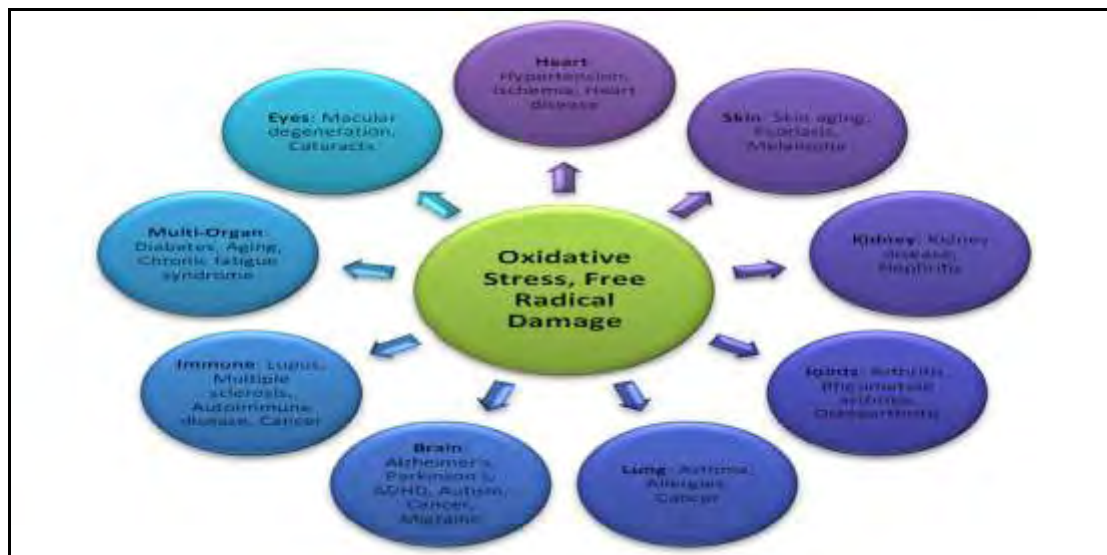 Heart:
Hypertension,
Ischemia, Heart
disease
Skin: Skin aging,
Psoriasis,
Melanoma
Kidney: Kidney
disease,
Nephritis
Joints: Arthritis,
Rheumatoid
arthritis,
Osteoarthritis
Lung: Asthma,
Allergies,
Cancer
Brain:
Alzheimer's,
Parkinson's,
ADHD, Autism,
Cancer,
Migraine
Immune: Lupus,
Multiple
sclerosis,
Autoimmune
disease, Cancer
Multi-Organ:
Diabetes, Aging,
Chronic fatigue
syndrome
Eyes: Macular
degeneration,
Cataracts
Oxidative
Stress, Free
Radical
Damage